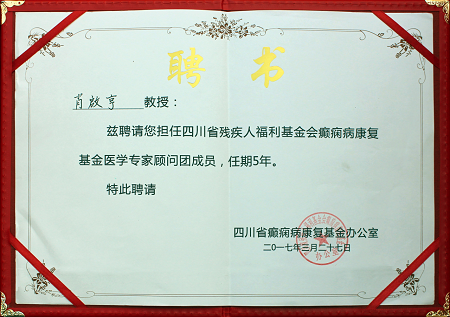 聘书
肖啟亨 教授：
兹聘请您担任四川省残疾人福利基金会癫痫病康复
基金医学专家顾问团成员，任期5年。
特此聘请
四川省癫痫病康复基金办公室
二〇一七年三月二十七日